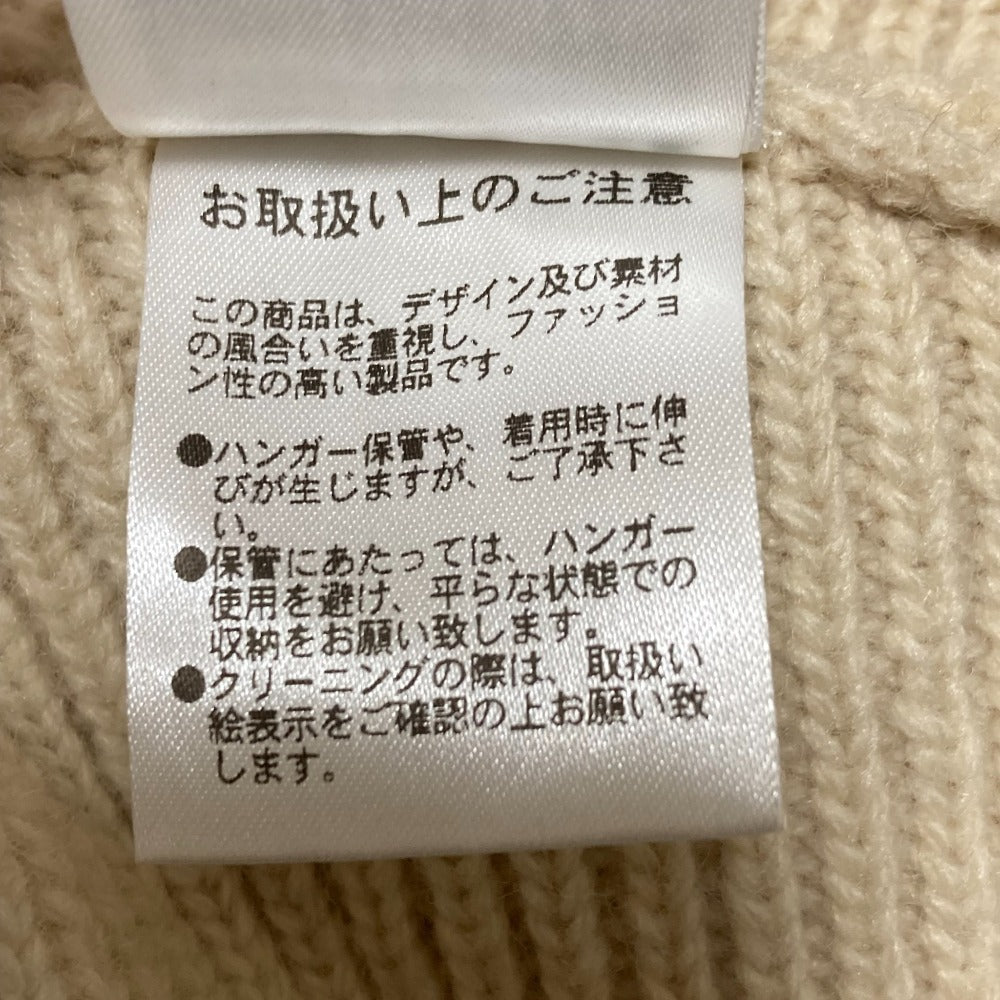 お取扱い上のご注意
この商品は、デザイン及び素材
の風合いを重視し、ファッショ
ン性の高い製品です。
●ハンガー保管や、着用時に伸
びが生じますが、ご了承下さ
い。
●保管にあたっては、ハンガー
使用を避け、平らな状態での
収納をお願い致します。
●クリーニングの際は、取扱い
絵表示をご確認の上お願い致
します。